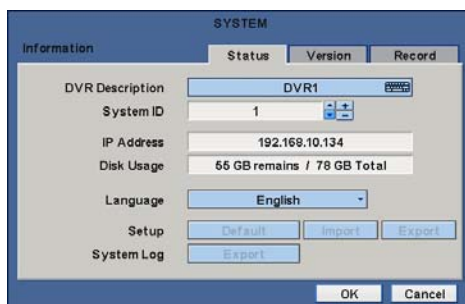 SYSTEM
Information
Status Version Record
DVR Description DVR1
System ID 1
IP Address 192.168.10.134
Disk Usage 55 GB remains / 78 GB Total
Language English
Setup Default Import Export
System Log Export
OK Cancel